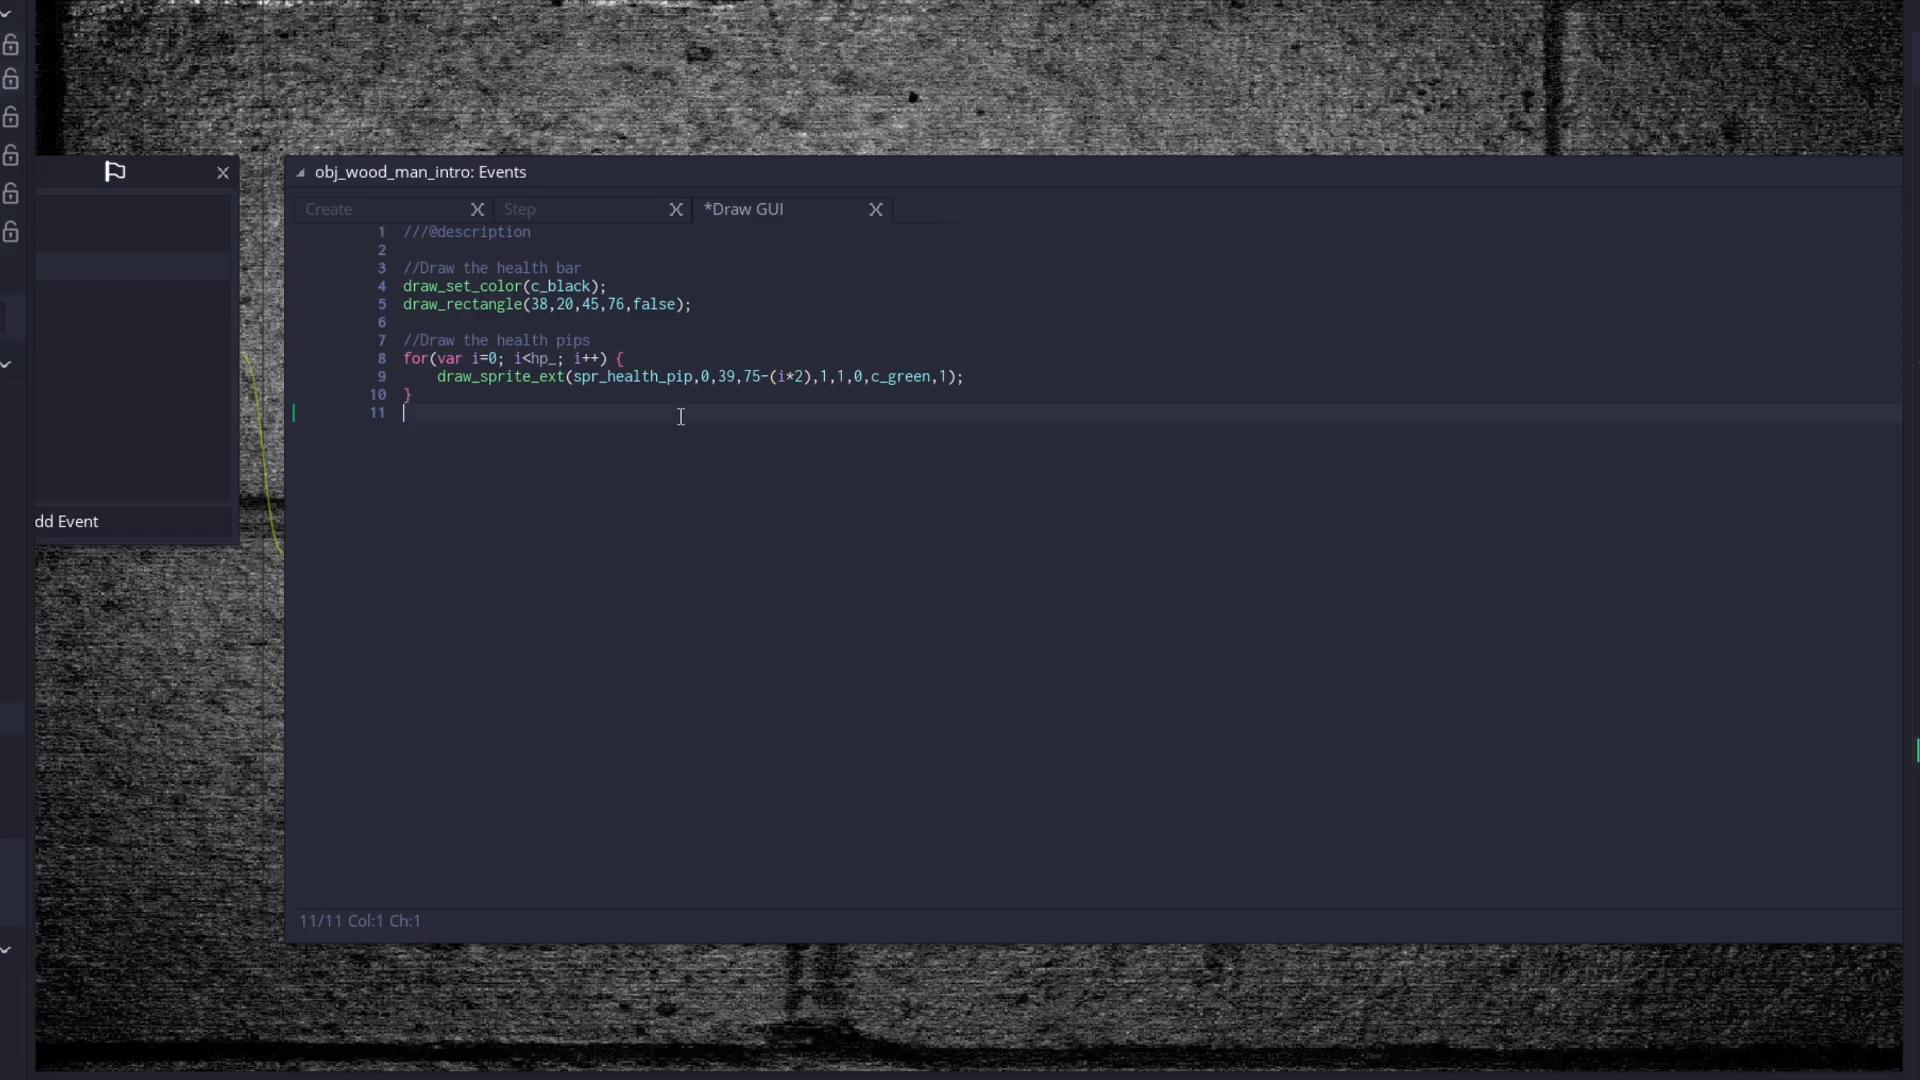 obj_wood_man_intro: Events
Create
Step
*Draw GUI
1 ///@description
2
3 //Draw the health bar
4 draw_set_color(c_black);
5 draw_rectangle(38,20,45,76,false);
6
7 //Draw the health pips
8 for(var i=0; i<hp_; i++) {
9 draw_sprite_ext(spr_health_pip,0,39,75-(i*2),1,1,0,c_green,1);
10 }
11
dd Event
11/11 Col:1 Ch:1